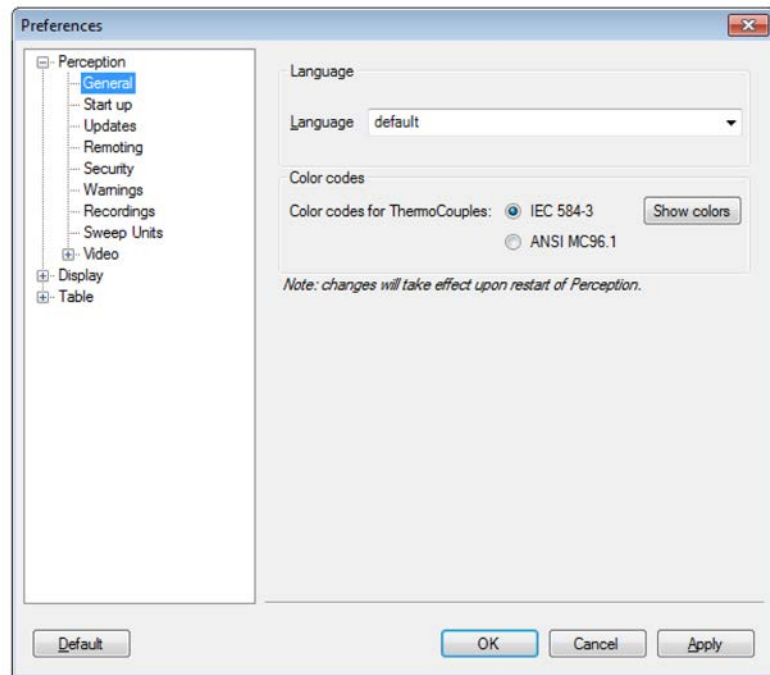 Preferences
Perception
General
Start up
Updates
Remoting
Security
Warnings
Recordings
Sweep Units
Video
Display
Table
Language
Language default
Color codes
Color codes for ThermoCouples: IEC 584-3 Show colors
ANSI MC96.1
Note: changes will take effect upon restart of Perception.
Default OK Cancel Apply